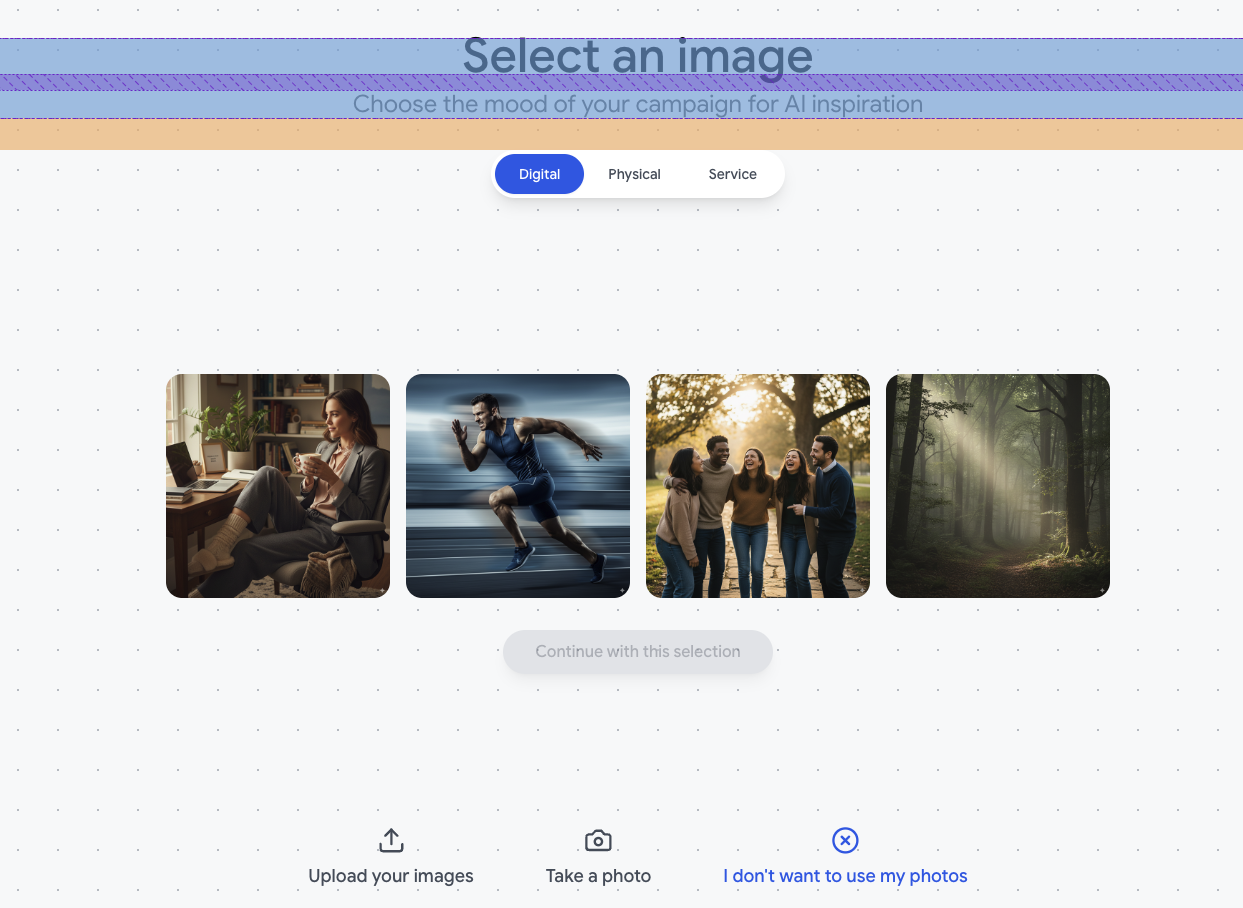 Select an image
Choose the mood of your campaign for AI inspiration
Digital
Physical
Service
Continue with this selection
Upload your images
Take a photo
I don't want to use my photos